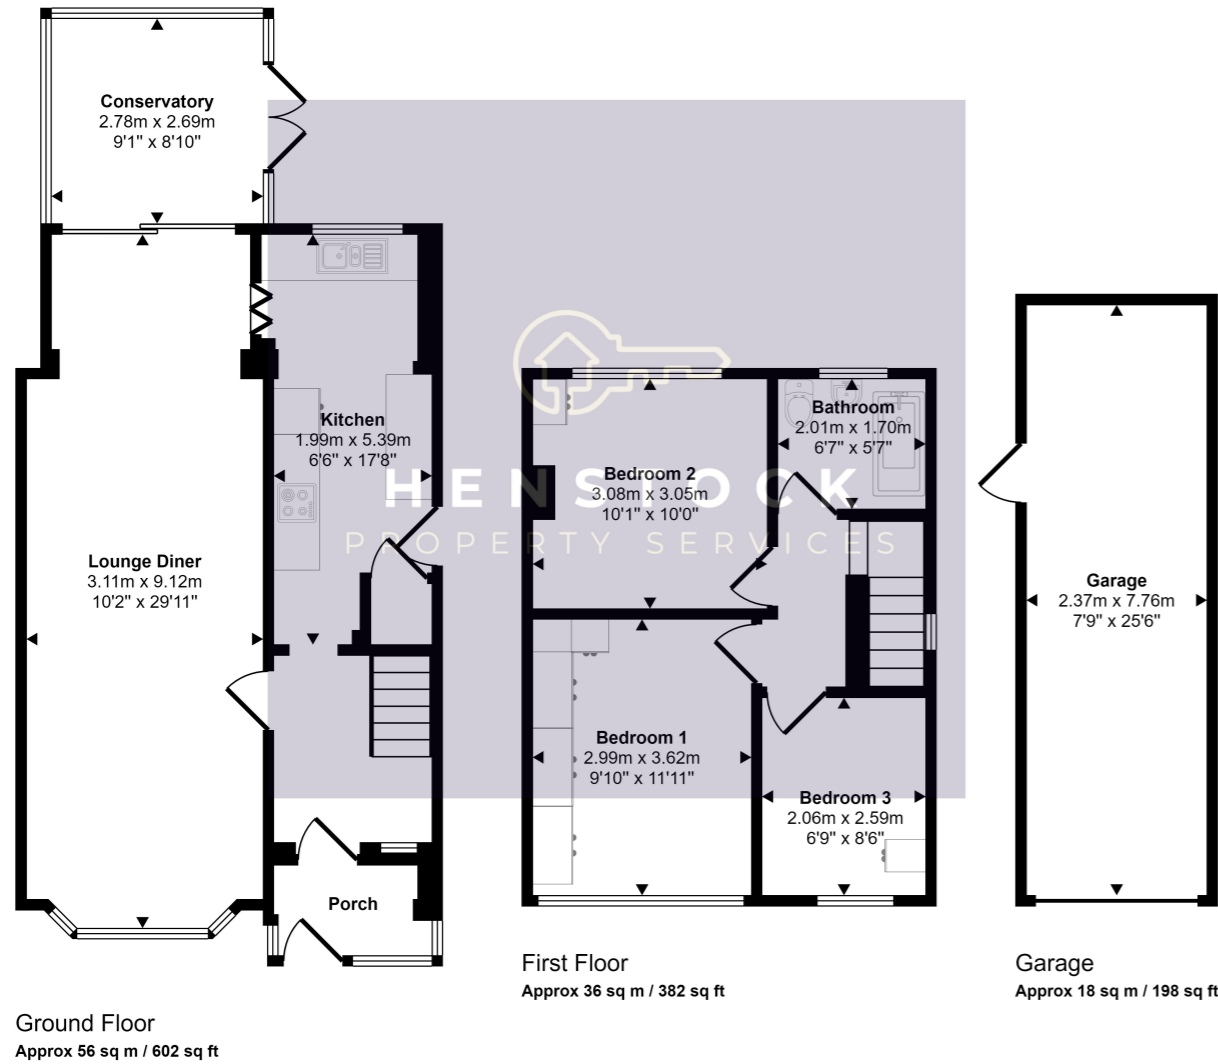 Conservatory
2.78m x 2.69m
9'1" x 8'10"
Kitchen
1.99m x 5.39m
6'6" x 17'8"
Lounge Diner
3.11m x 9.12m
10'2" x 29'11"
Porch
Ground Floor
Approx 56 sq m / 602 sq ft
HENSTOCK
PROPERTY SERVICES
Bathroom
2.01m x 1.70m
6'7" x 5'7"
Bedroom 2
3.08m x 3.05m
10'1" x 10'0"
Bedroom 1
2.99m x 3.62m
9'10" x 11'11"
Bedroom 3
2.06m x 2.59m
6'9" x 8'6"
First Floor
Approx 36 sq m / 382 sq ft
Garage
2.37m x 7.76m
7'9" x 25'6"
Garage
Approx 18 sq m / 198 sq ft